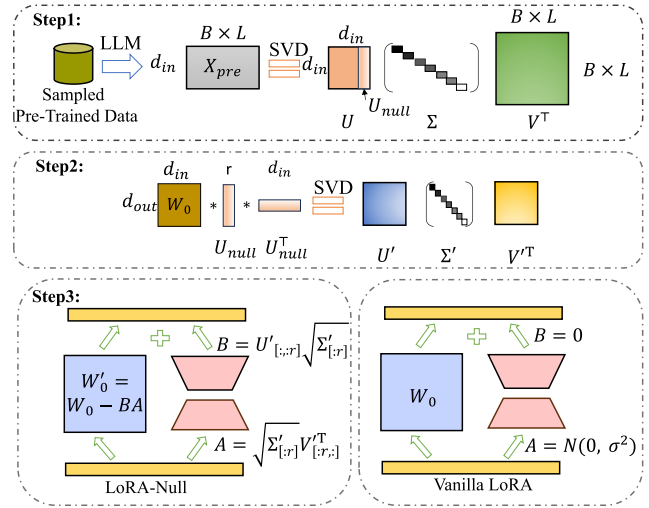 Step1:
B × L
B × L
LLM
SVD
d_in
X_pre
d_in
B × L
Sampled
Pre-Trained Data
U_null
U
Σ
V^⊤
Step2:
d_in
r
d_in
SVD
d_out
W_0
*
*
U_null
U_null^⊤
U′
Σ′
V′^T
Step3:
B = U′_[:,:r] √Σ′_[:r]
B = 0
W′_0 =
W_0 − BA
W_0
A = √Σ′_[:r] V′^T_[:r,:]
A = N(0, σ^2)
LoRA-Null
Vanilla LoRA